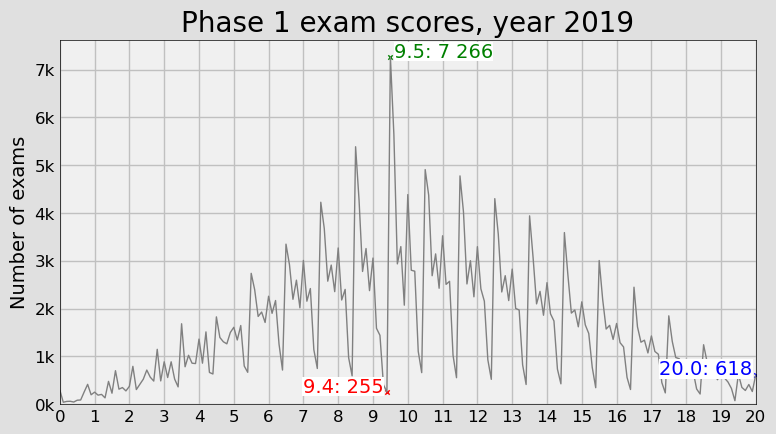 Phase 1 exam scores, year 2019
Number of exams
7k
6k
5k
4k
3k
2k
1k
0k
9.5: 7 266
9.4: 255
20.0: 618
0 1 2 3 4 5 6 7 8 9 10 11 12 13 14 15 16 17 18 19 20